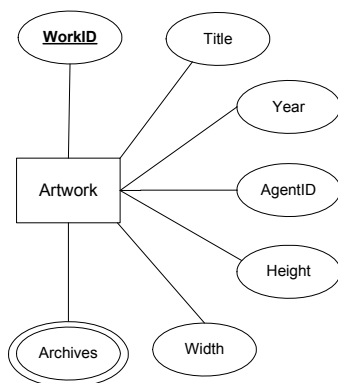 WorkID
Title
Year
Artwork
AgentID
Height
Archives
Width